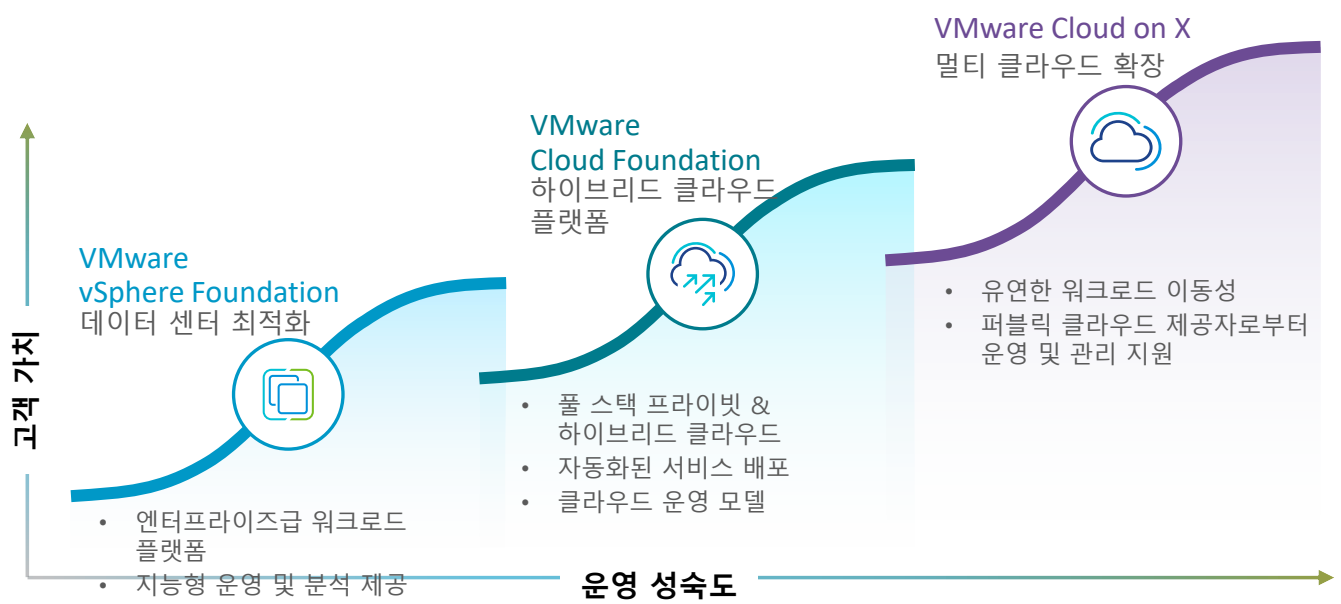 VMware Cloud on X
멀티 클라우드 확장
VMware
Cloud Foundation
하이브리드 클라우드
플랫폼
VMware
vSphere Foundation
데이터 센터 최적화
• 유연한 워크로드 이동성
• 퍼블릭 클라우드 제공자로부터
운영 및 관리 지원
• 풀 스택 프라이빗 &
하이브리드 클라우드
• 자동화된 서비스 배포
• 클라우드 운영 모델
• 엔터프라이즈급 워크로드
플랫폼
• 지능형 운영 및 분석 제공
고객 가치
운영 성숙도